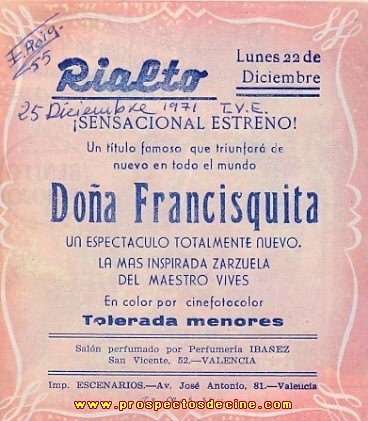 F. Roig
55
Rialto
Lunes 22 de
Diciembre
25 Diciembre 1971 T.V.E.
¡SENSACIONAL ESTRENO!
Un título famoso que triunfará de
nuevo en todo el mundo
Doña Francisquita
UN ESPECTACULO TOTALMENTE NUEVO.
LA MAS INSPIRADA ZARZUELA
DEL MAESTRO VIVES
En color por cinefotocolor
Tolerada menores
Salón perfumado por Perfumería IBAÑEZ
San Vicente, 52.—VALENCIA
Imp. ESCENARIOS.—Av. José Antonio, 81.—Valencia
www.prospectosdecine.com